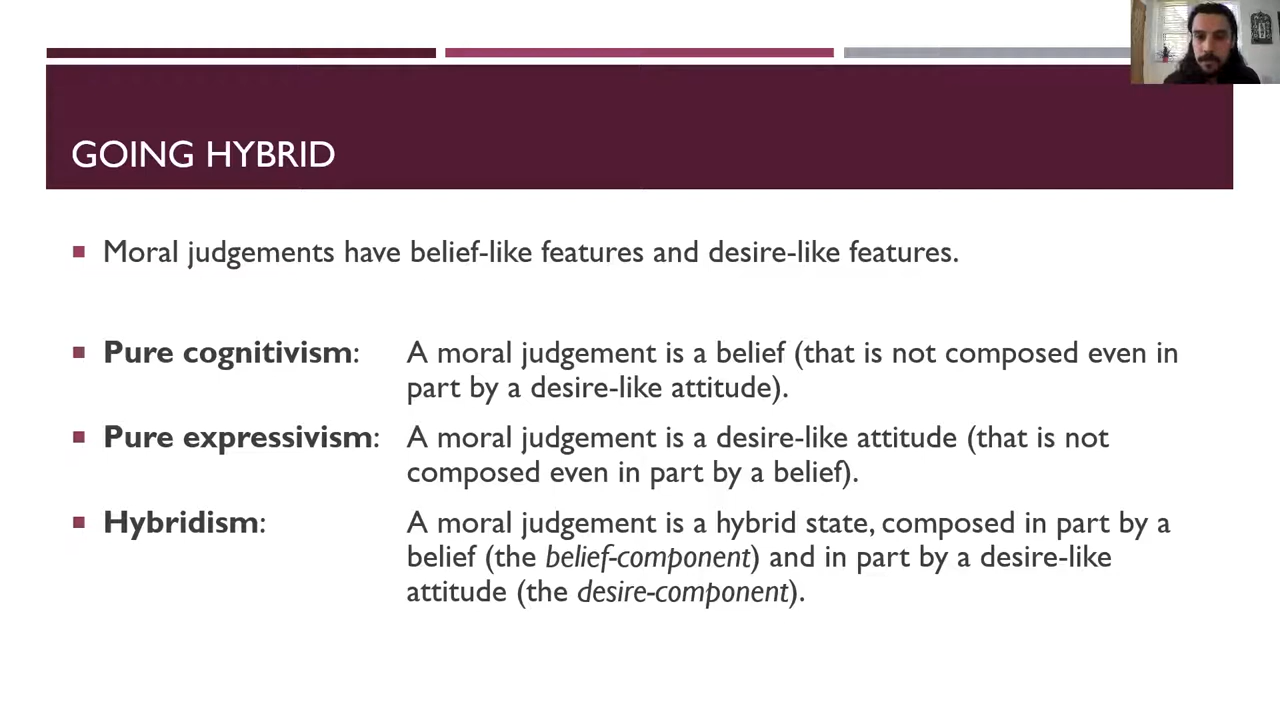 GOING HYBRID
▪ Moral judgements have belief-like features and desire-like features.
▪ Pure cognitivism: A moral judgement is a belief (that is not composed even in
part by a desire-like attitude).
▪ Pure expressivism: A moral judgement is a desire-like attitude (that is not
composed even in part by a belief).
▪ Hybridism: A moral judgement is a hybrid state, composed in part by a
belief (the belief-component) and in part by a desire-like
attitude (the desire-component).